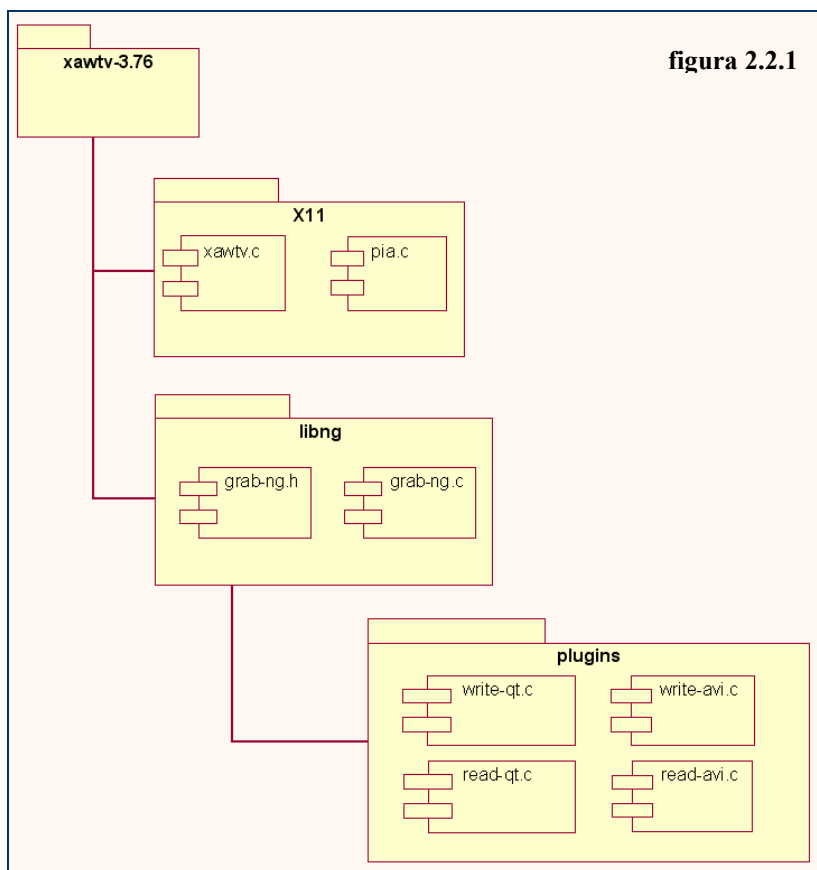 xawtv-3.76
figura 2.2.1
X11
xawtv.c
pia.c
libng
grab-ng.h
grab-ng.c
plugins
write-qt.c
write-avi.c
read-qt.c
read-avi.c